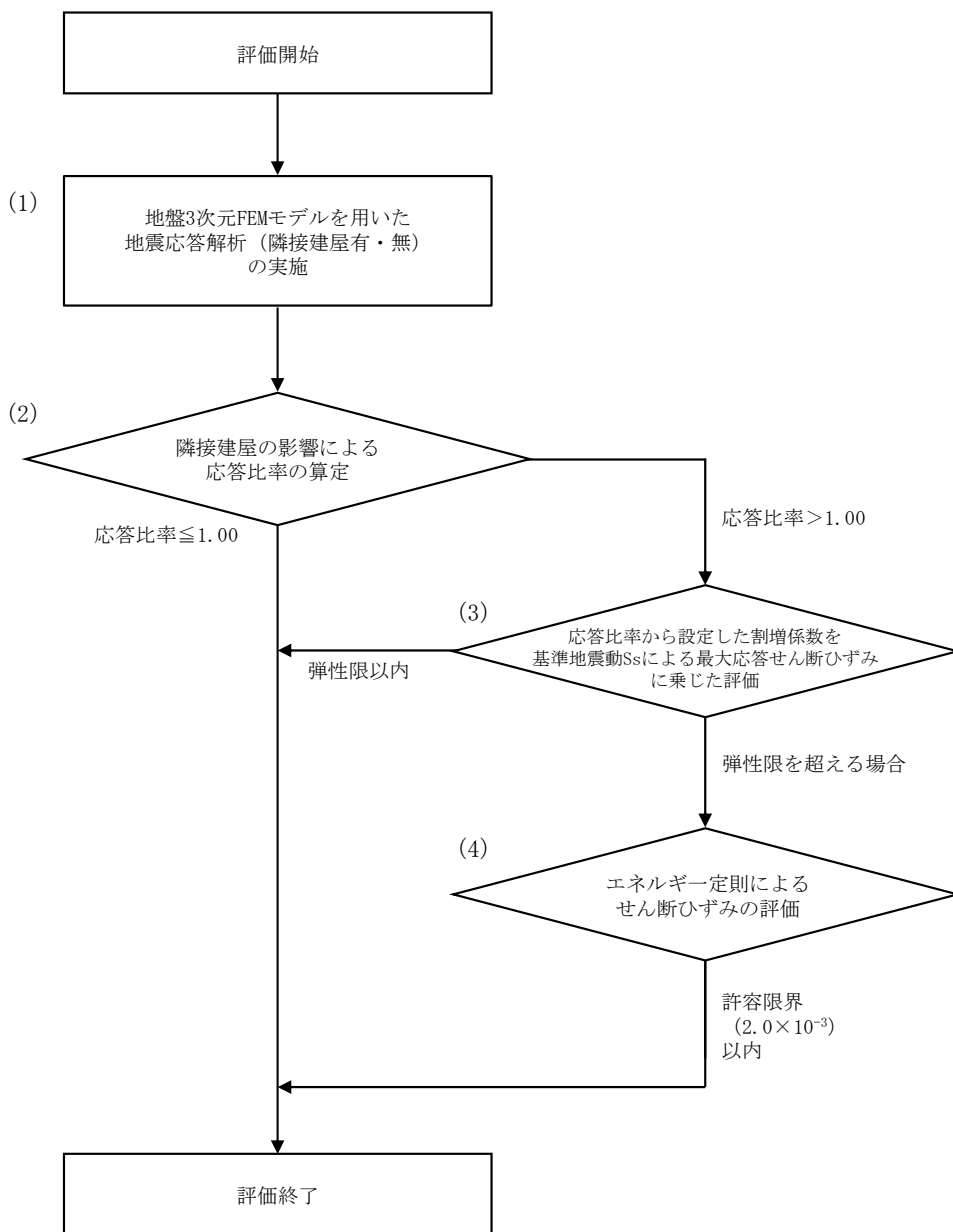 評価開始
(1)
地盤3次元FEMモデルを用いた
地震応答解析（隣接建屋有・無）
の実施
(2)
隣接建屋の影響による
応答比率の算定
応答比率≦1.00
応答比率＞1.00
(3)
応答比率から設定した割増係数を
基準地震動Ssによる最大応答せん断ひずみ
に乗じた評価
弾性限以内
弾性限を超える場合
(4)
エネルギ一定則による
せん断ひずみの評価
許容限界
（2.0×10⁻³）
以内
評価終了